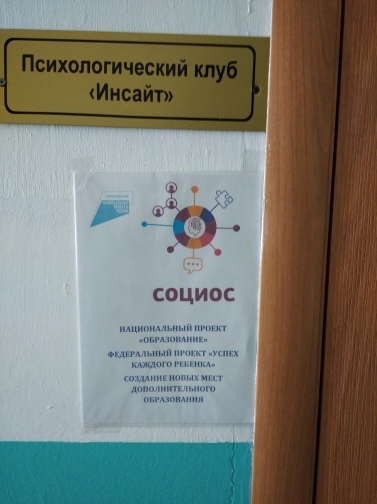 Психологический клуб
‹Инсайт»
СОЦИОС
НАЦИОНАЛЬНЫЙ ПРОЕКТ
«ОБРАЗОВАНИЕ»
ФЕДЕРАЛЬНЫЙ ПРОЕКТ «УСПЕХ
КАЖДОГО РЕБЕНКА»
СОЗДАНИЕ НОВЫХ МЕСТ
ДОПОЛНИТЕЛЬНОГО
ОБРАЗОВАНИЯ